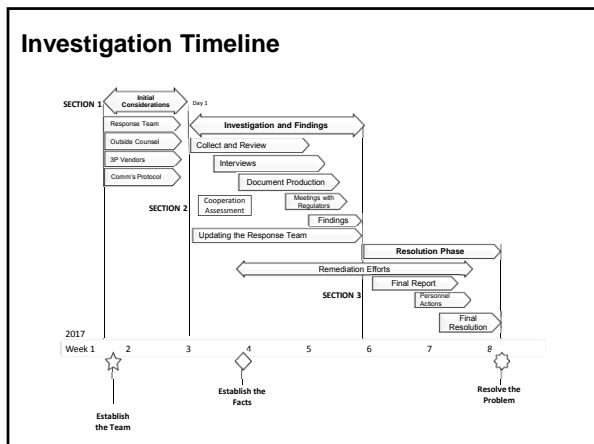 Investigation Timeline
Initial
Considerations
SECTION 1
Day 1
Response Team
Outside Counsel
3P Vendors
Comm's Protocol
Investigation and Findings
Collect and Review
Interviews
Document Production
SECTION 2
Cooperation
Assessment
Meetings with
Regulators
Findings
Updating the Response Team
Resolution Phase
Remediation Efforts
Final Report
SECTION 3
Personnel
Actions
Final
Resolution
2017
Week 1 2 3 4 5 6 7 8
Establish
the Team
Establish the
Facts
Resolve the
Problem